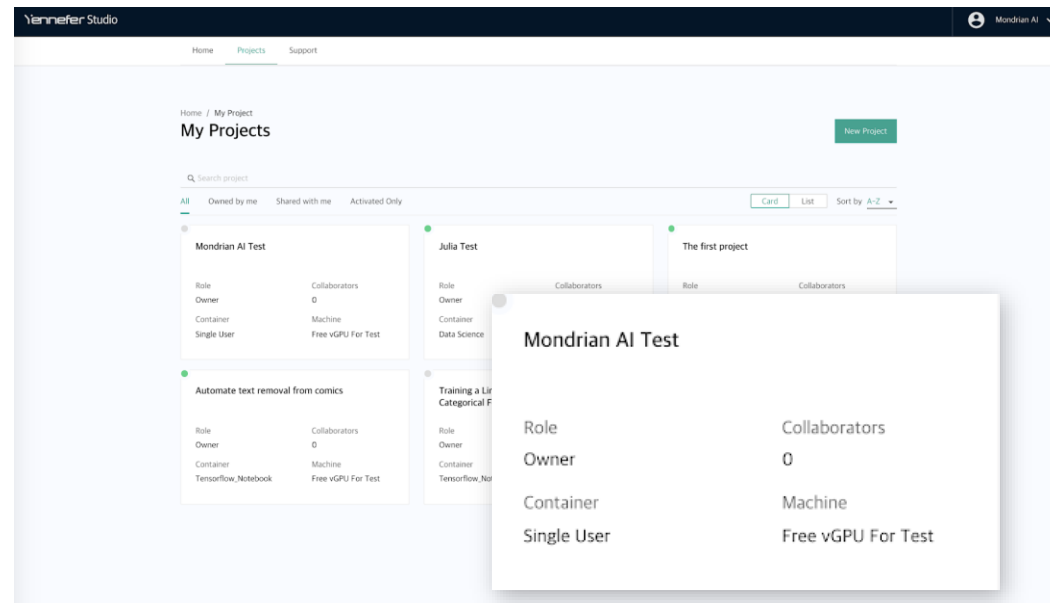 Yennefer Studio
Mondrian AI
Home Projects Support
Home / My Project
My Projects
New Project
Search project
All Owned by me Shared with me Activated Only
Card List Sort by A-Z
Mondrian AI Test
Role Collaborators
Owner 0
Container Machine
Single User Free vGPU For Test
Julia Test
Role Collaborators
Owner
Container
Data Science
The first project
Role Collaborators
Automate text removal from comics
Role Collaborators
Owner 0
Container Machine
Tensorflow_Notebook Free vGPU For Test
Training a
Categorical
Role
Owner
Container
Mondrian AI Test
Role Collaborators
Owner 0
Container Machine
Single User Free vGPU For Test